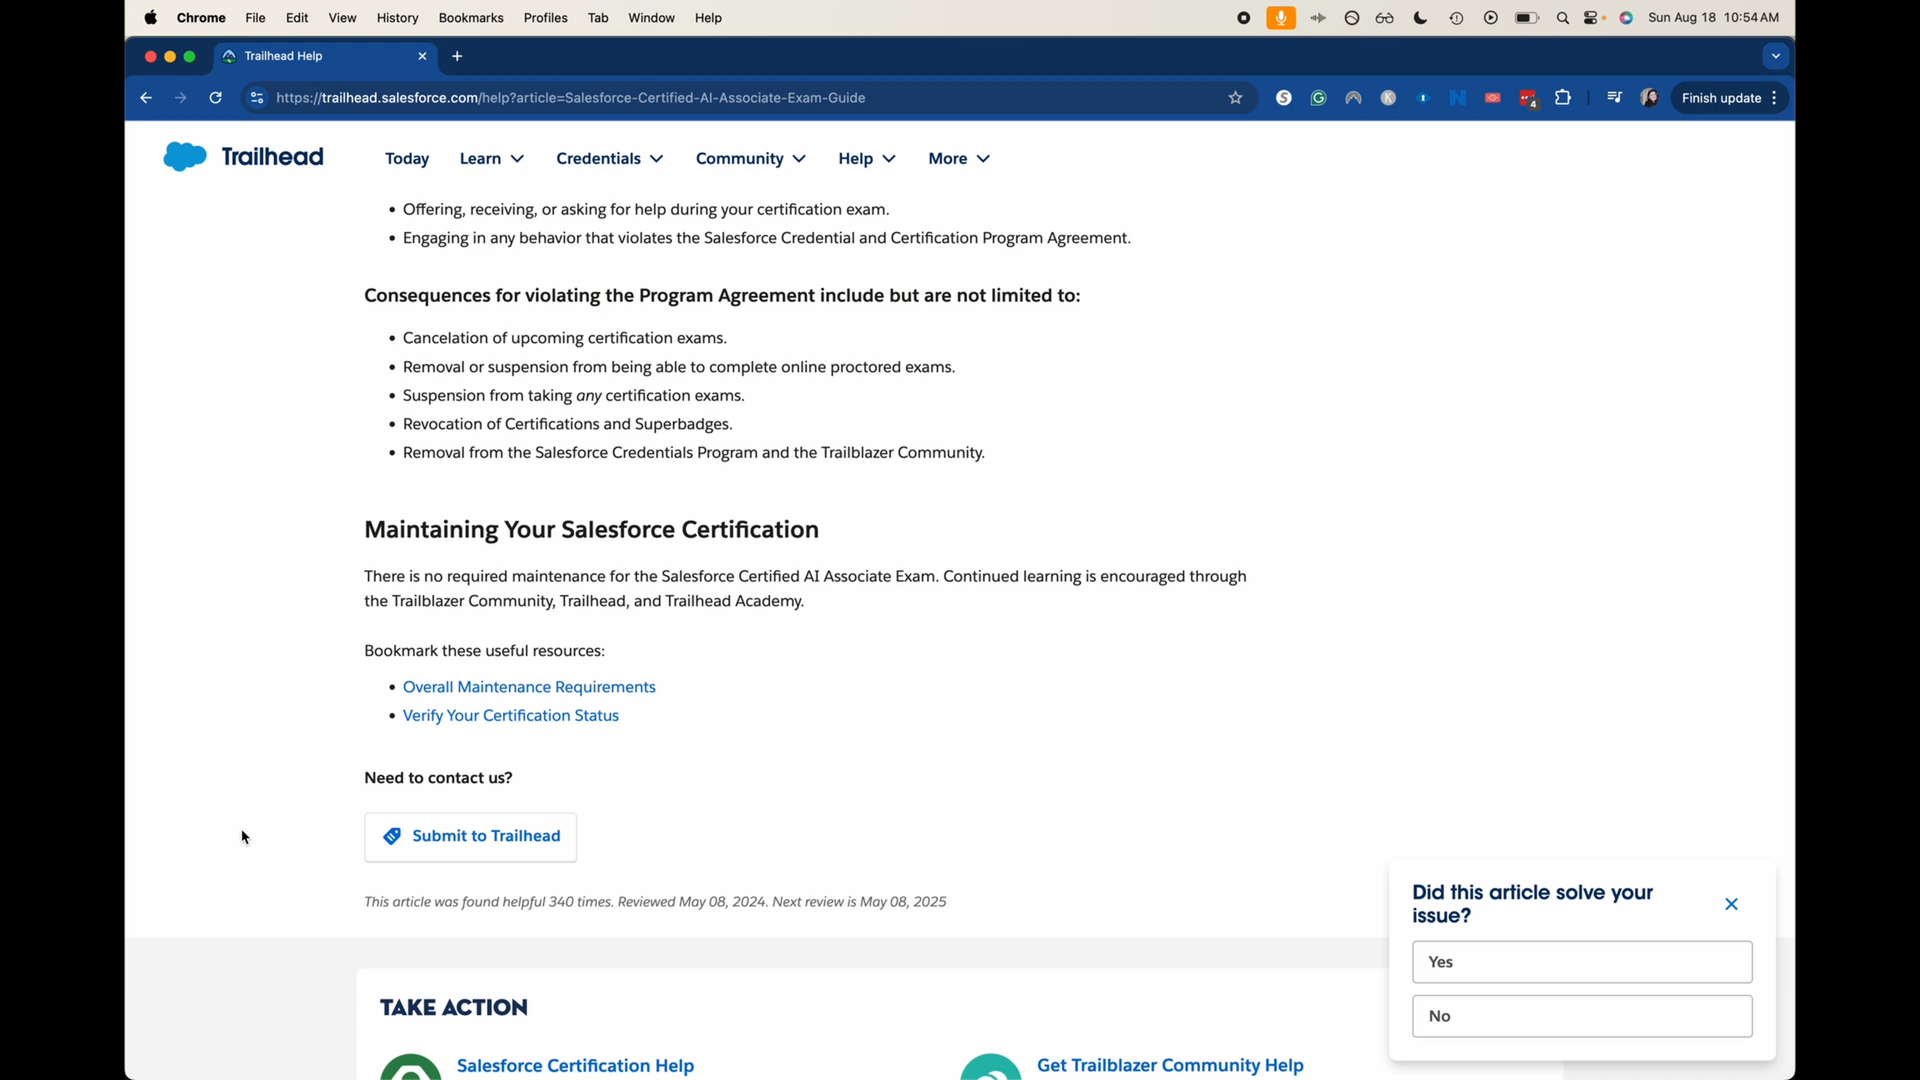 Chrome File Edit View History Bookmarks Profiles Tab Window Help Sun Aug 18 10:54 AM
Trailhead Help
https://trailhead.salesforce.com/help?article=Salesforce-Certified-AI-Associate-Exam-Guide
4
Finish update
Trailhead Today Learn Credentials Community Help More
• Offering, receiving, or asking for help during your certification exam.
• Engaging in any behavior that violates the Salesforce Credential and Certification Program Agreement.
Consequences for violating the Program Agreement include but are not limited to:
• Cancelation of upcoming certification exams.
• Removal or suspension from being able to complete online proctored exams.
• Suspension from taking any certification exams.
• Revocation of Certifications and Superbadges.
• Removal from the Salesforce Credentials Program and the Trailblazer Community.
Maintaining Your Salesforce Certification
There is no required maintenance for the Salesforce Certified AI Associate Exam. Continued learning is encouraged through
the Trailblazer Community, Trailhead, and Trailhead Academy.
Bookmark these useful resources:
• Overall Maintenance Requirements
• Verify Your Certification Status
Need to contact us?
Submit to Trailhead
This article was found helpful 340 times. Reviewed May 08, 2024. Next review is May 08, 2025
Did this article solve your
issue?
Yes
No
TAKE ACTION
Salesforce Certification Help
Get Trailblazer Community Help